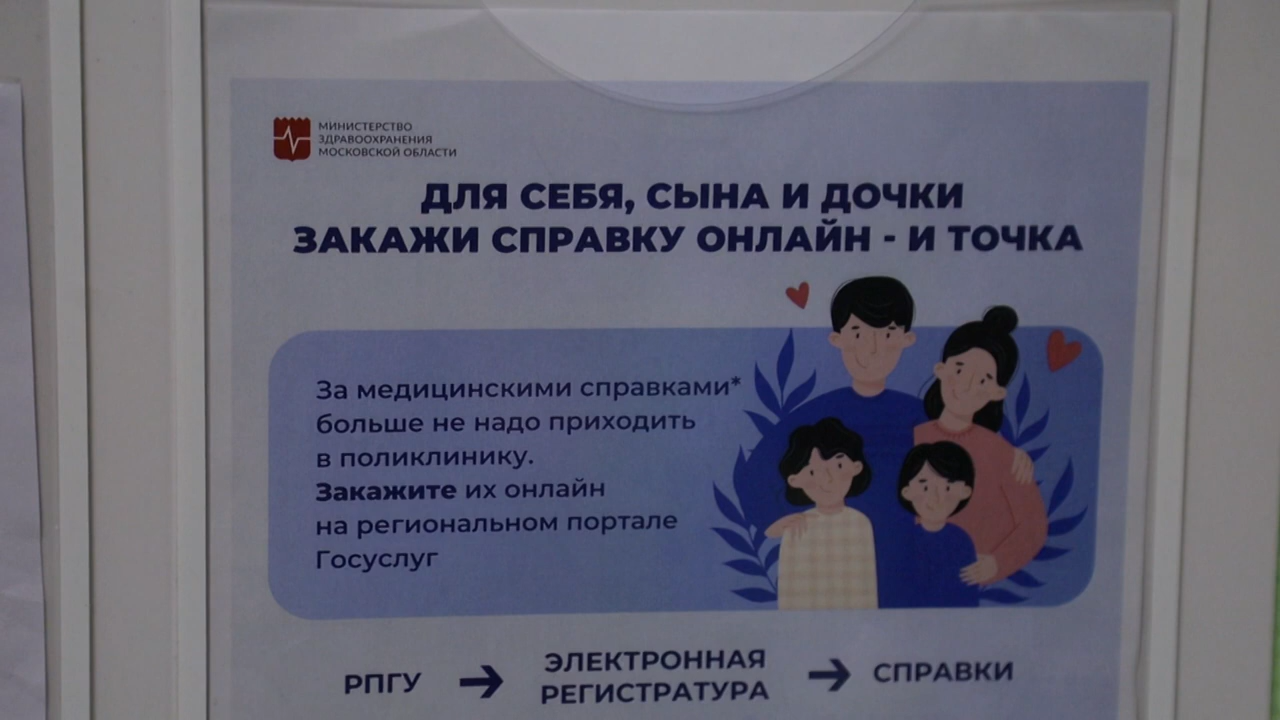 МИНИСТЕРСТВО
ЗДРАВООХРАНЕНИЯ
МОСКОВСКОЙ ОБЛАСТИ
ДЛЯ СЕБЯ, СЫНА И ДОЧКИ
ЗАКАЖИ СПРАВКУ ОНЛАЙН - И ТОЧКА
За медицинскими справками*
больше не надо приходить
в поликлинику.
Закажите их онлайн
на региональном портале
Госуслуг
РПГУ → ЭЛЕКТРОННАЯ
РЕГИСТРАТУРА → СПРАВКИ